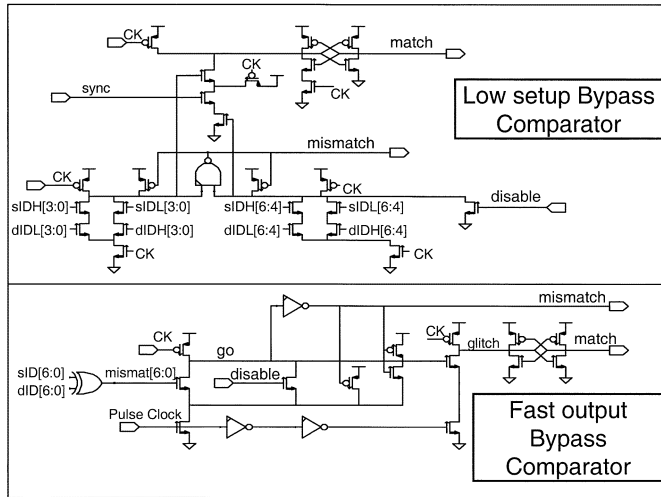 CK
match
CK
sync
CK
Low setup Bypass
Comparator
mismatch
CK
CK
sIDH[3:0]
sIDL[3:0]
sIDH[6:4]
sIDL[6:4]
disable
dIDL[3:0]
dIDH[3:0]
dIDL[6:4]
dIDH[6:4]
CK
CK
mismatch
CK
CK
go
glitch
match
sID[6:0]
dID[6:0]
mismat[6:0]
disable
Pulse Clock
Fast output
Bypass
Comparator